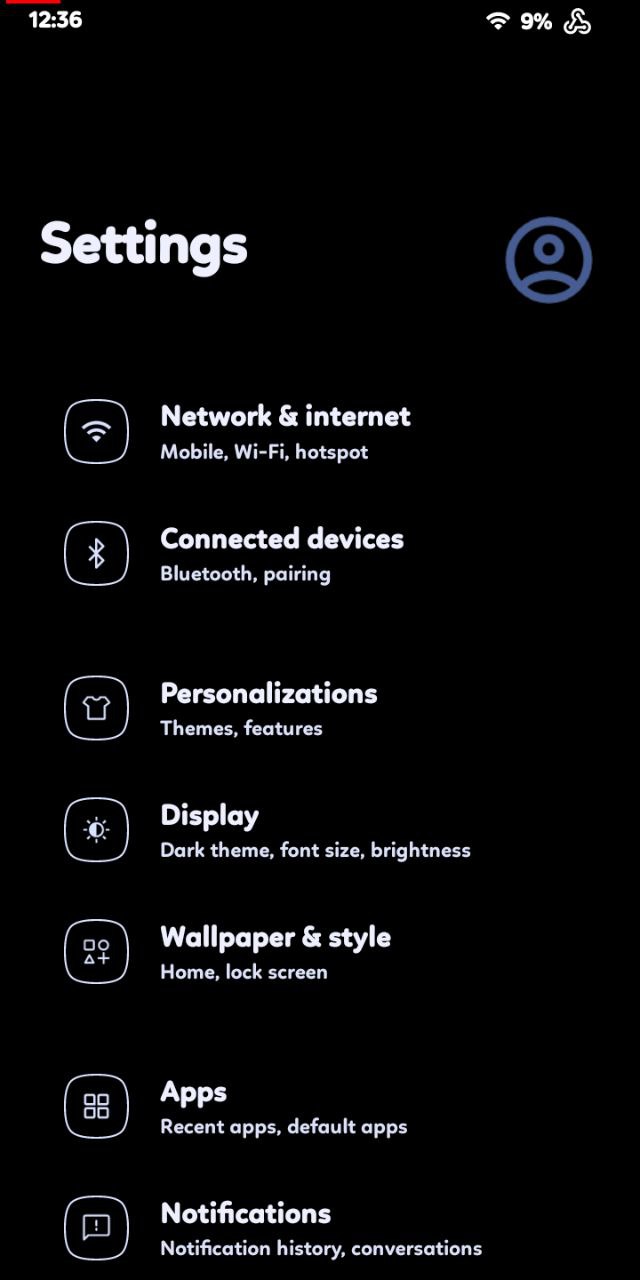 12:36
9%
Settings
Network & internet
Mobile, Wi-Fi, hotspot
Connected devices
Bluetooth, pairing
Personalizations
Themes, features
Display
Dark theme, font size, brightness
Wallpaper & style
Home, lock screen
Apps
Recent apps, default apps
Notifications
Notification history, conversations